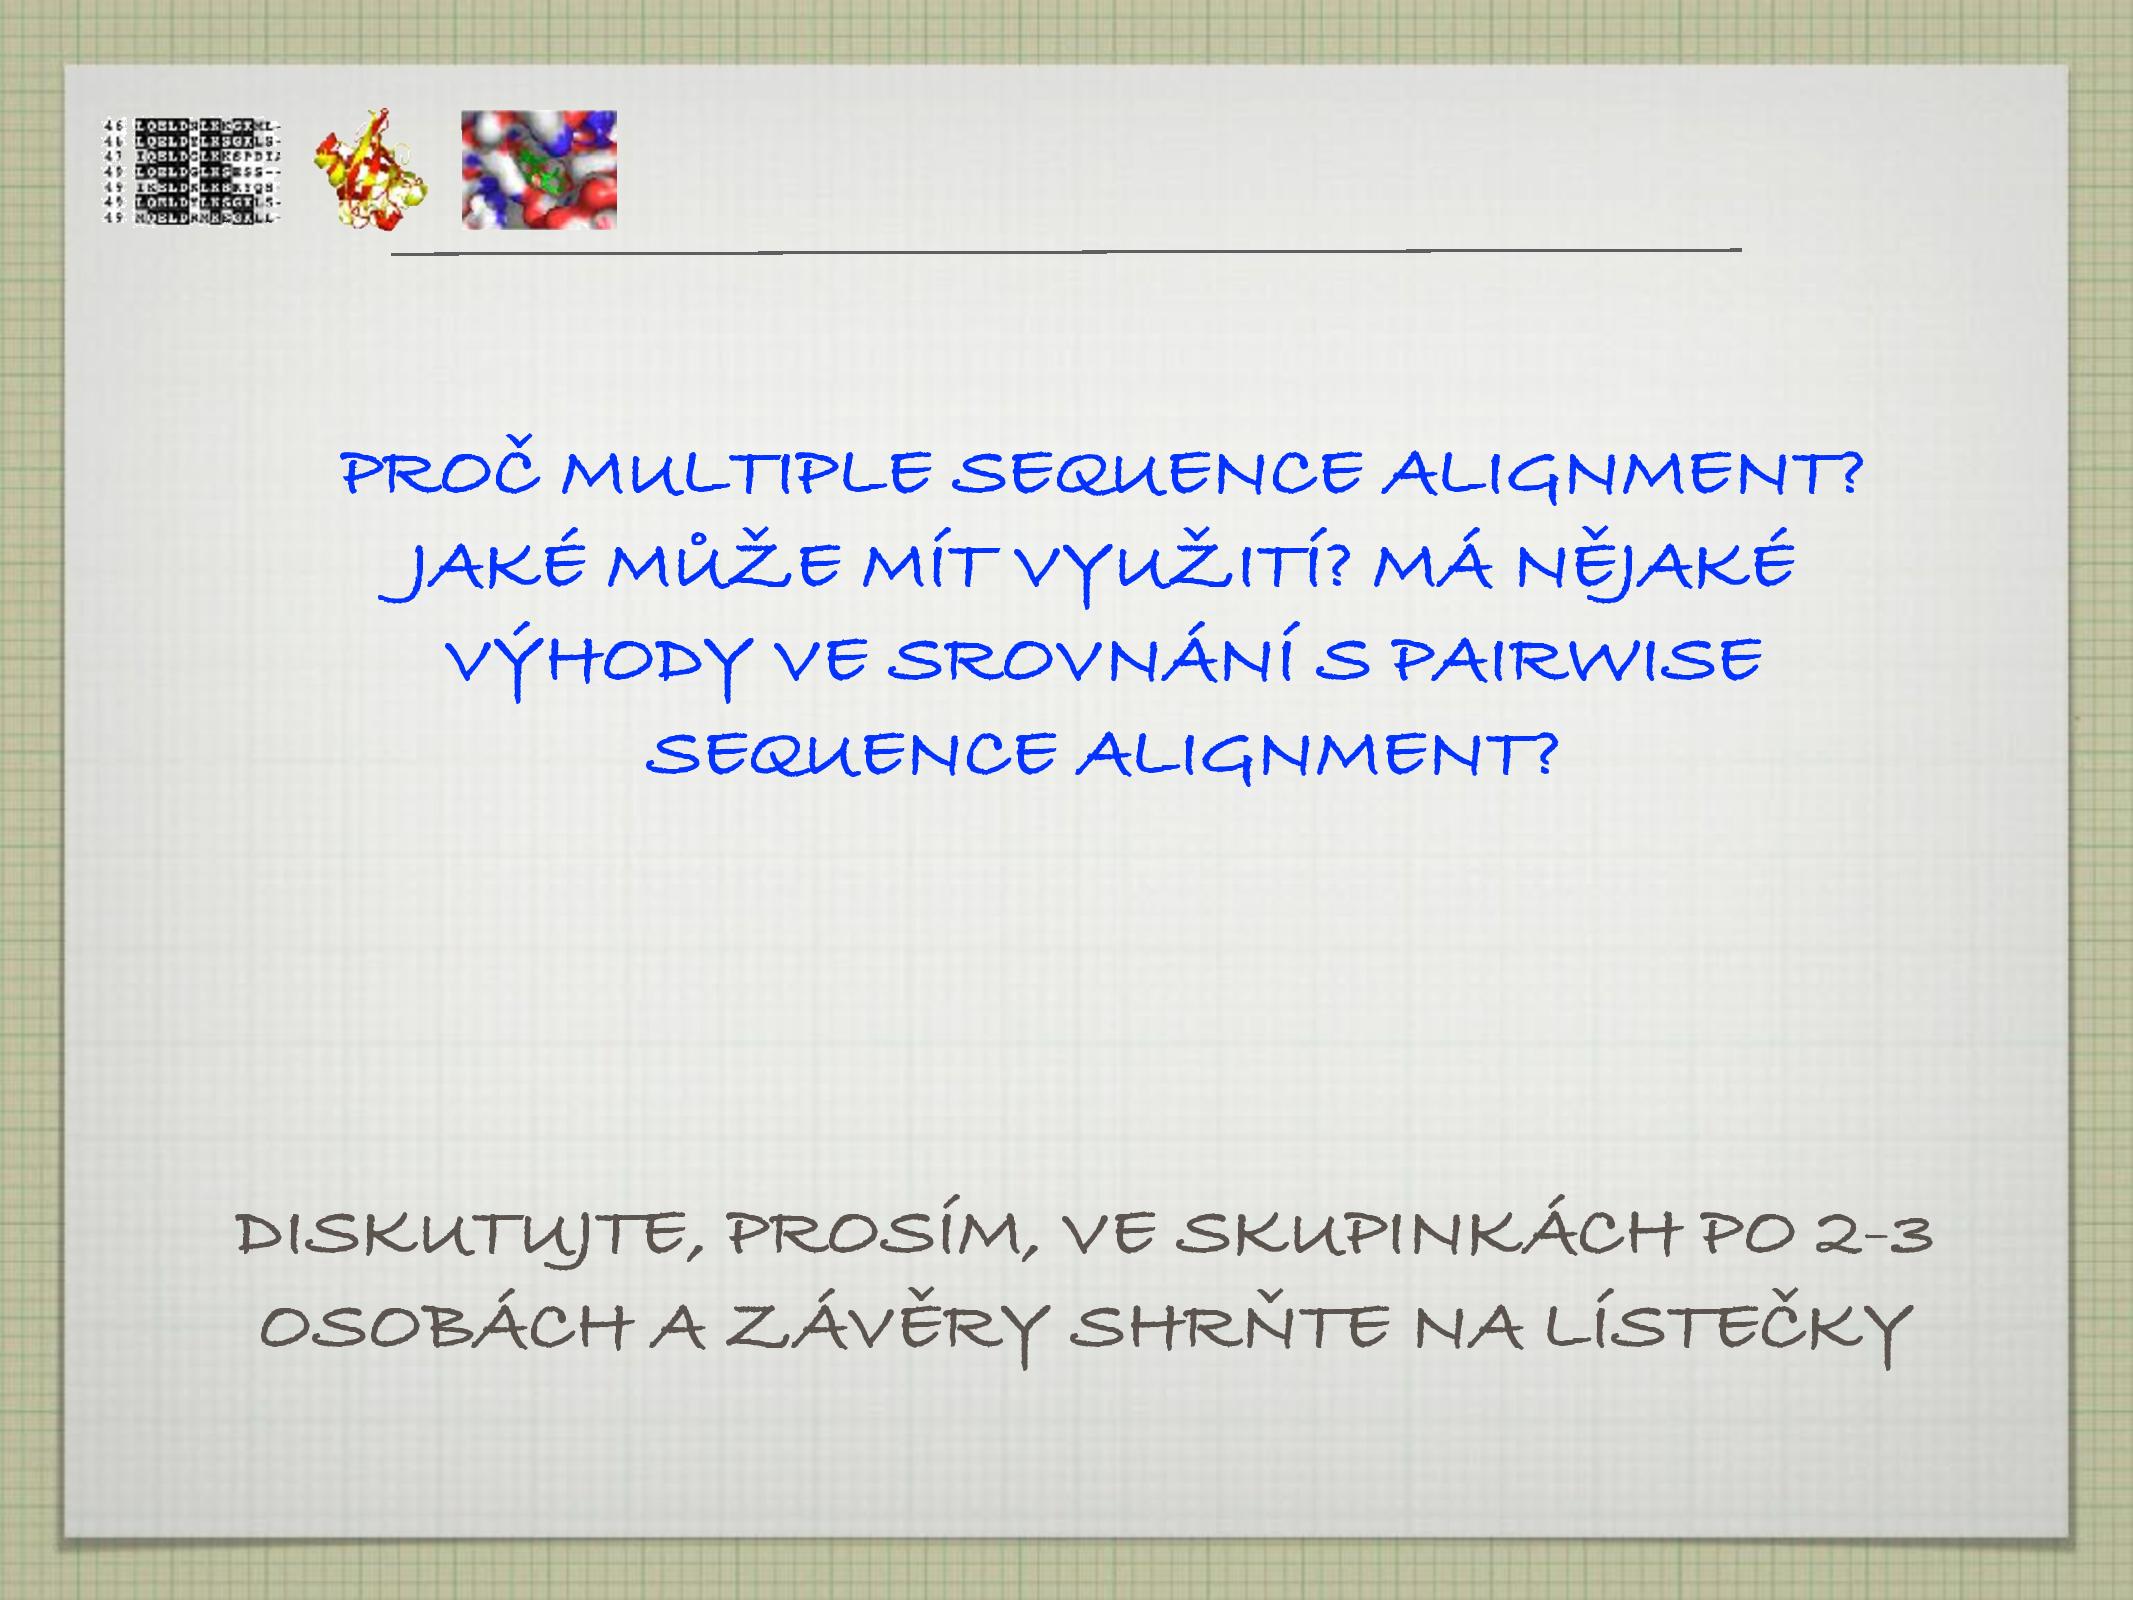 PROČ MULTIPLE SEQUENCE ALIGNMENT?
JAKÉ MŮŽE MÍT VYUŽITÍ? MÁ NĚJAKÉ
VÝHODY VE SROVNÁNÍ S PAIRWISE
SEQUENCE ALIGNMENT?
DISKUTUJTE, PROSÍM, VE SKUPINKÁCH PO 2-3
OSOBÁCH A ZÁVĚRY SHRŇTE NA LÍSTEČKY